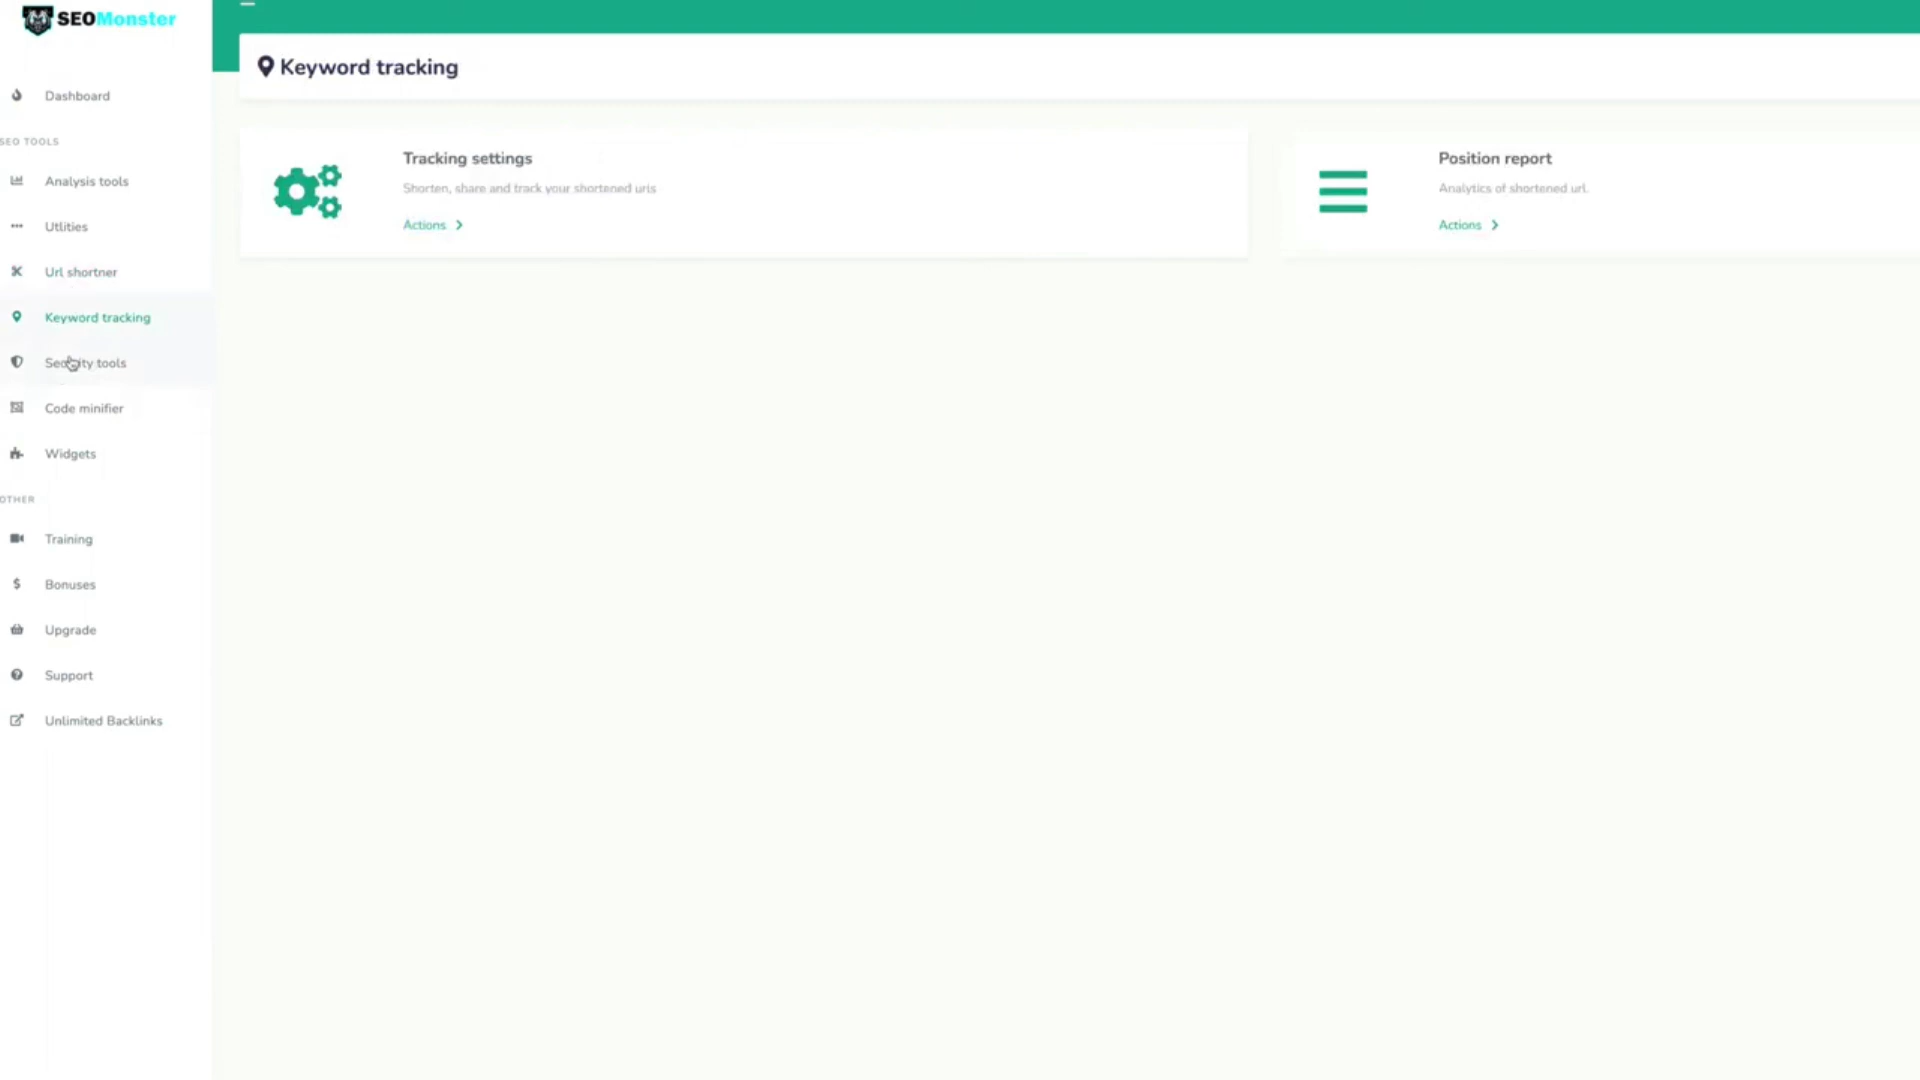 SEOMonster
Dashboard
SEO TOOLS
Analysis tools
Utlities
Url shortner
Keyword tracking
Security tools
Code minifier
Widgets
OTHER
Training
Bonuses
Upgrade
Support
Unlimited Backlinks
Keyword tracking
Tracking settings
Shorten, share and track your shortened urls
Actions
Position report
Analytics of shortened url.
Actions